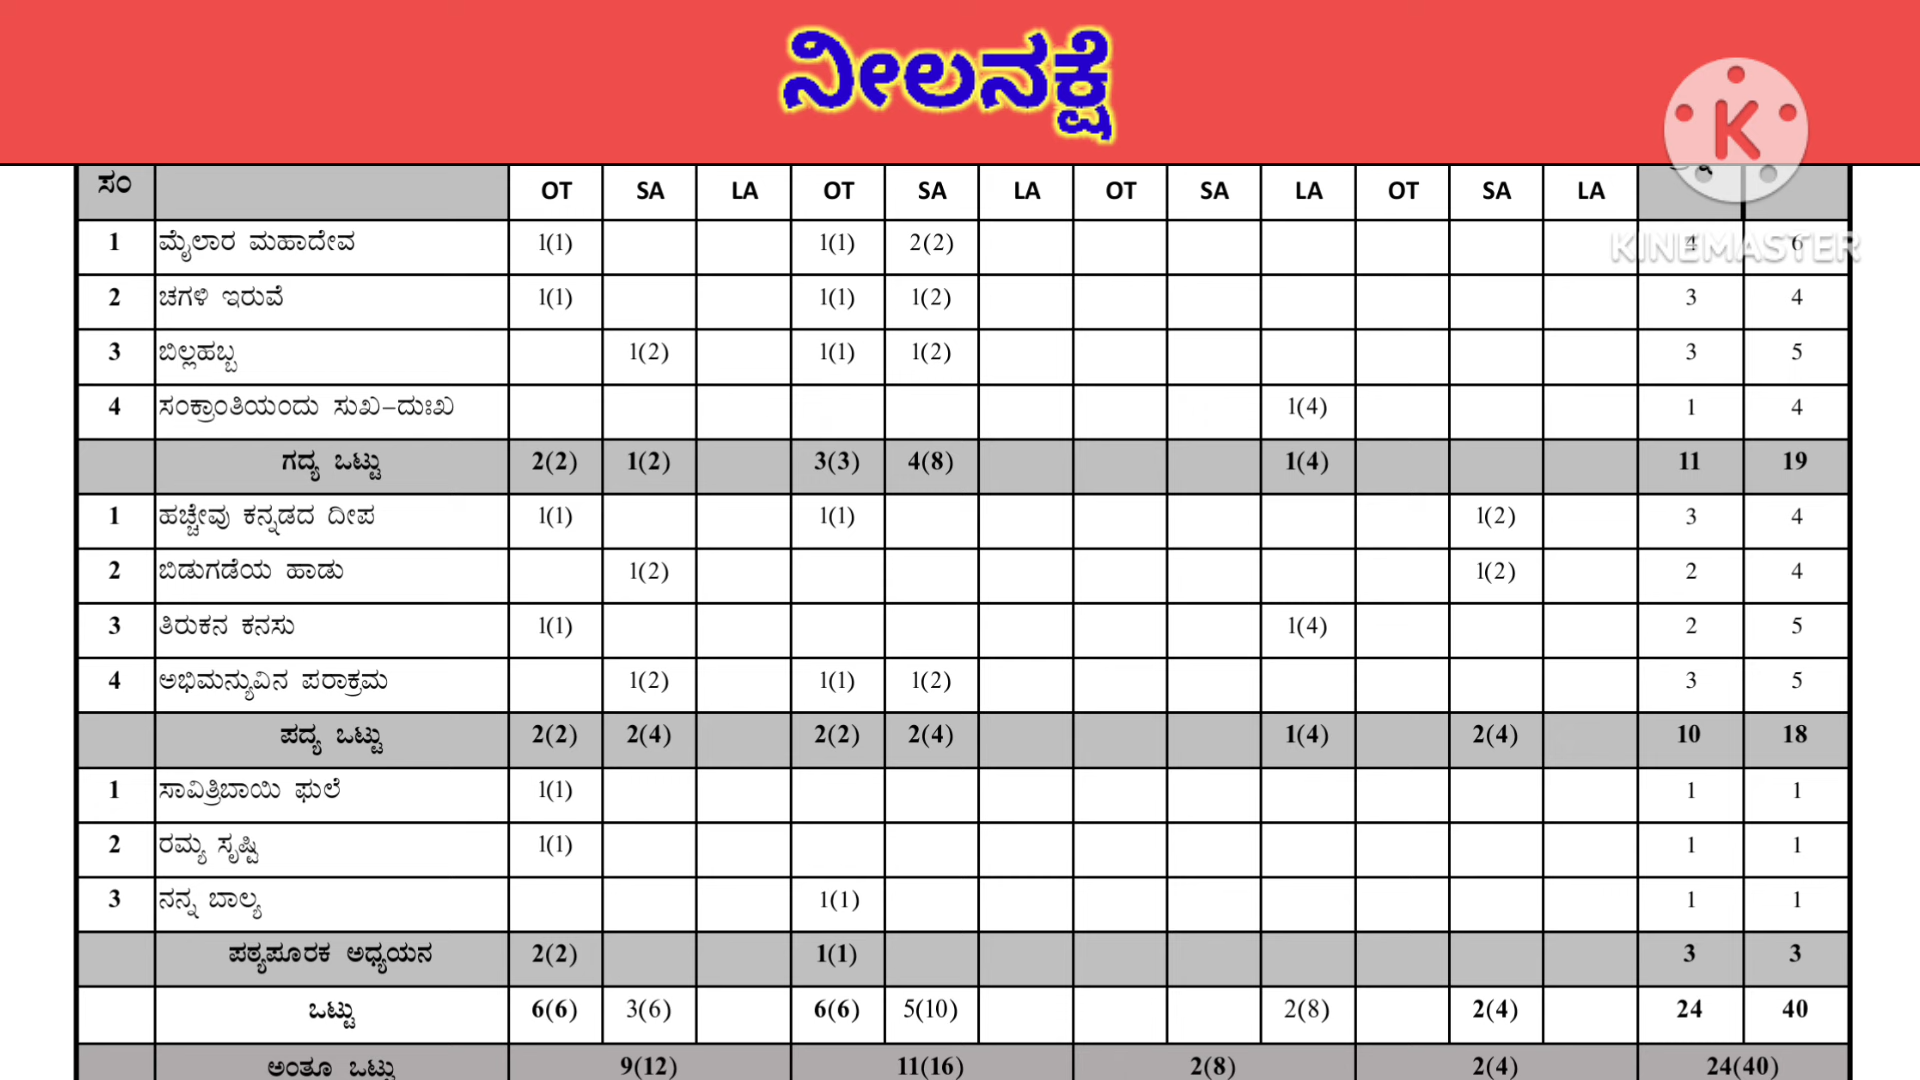 ನೀಲನಕ್ಷೆ
K
KINEMASTER
ಸಂ OT SA LA OT SA LA OT SA LA OT SA LA
1 ಮೈಲಾರ ಮಹಾದೇವ 1(1) 1(1) 2(2) 4 6
2 ಚಗಳಿ ಇರುವೆ 1(1) 1(1) 1(2) 3 4
3 ಬಿಲ್ಲಹಬ್ಬ 1(2) 1(1) 1(2) 3 5
4 ಸಂಕ್ರಾಂತಿಯಂದು ಸುಖ-ದುಃಖ 1(4) 1 4
ಗದ್ಯ ಒಟ್ಟು 2(2) 1(2) 3(3) 4(8) 1(4) 11 19
1 ಹಚ್ಚೇವು ಕನ್ನಡದ ದೀಪ 1(1) 1(1) 1(2) 3 4
2 ಬಿಡುಗಡೆಯ ಹಾಡು 1(2) 1(2) 2 4
3 ತಿರುಕನ ಕನಸು 1(1) 1(4) 2 5
4 ಅಭಿಮನ್ಯುವಿನ ಪರಾಕ್ರಮ 1(2) 1(1) 1(2) 3 5
ಪದ್ಯ ಒಟ್ಟು 2(2) 2(4) 2(2) 2(4) 1(4) 2(4) 10 18
1 ಸಾವಿತ್ರಿಬಾಯಿ ಫುಲೆ 1(1) 1 1
2 ರಮ್ಯ ಸೃಷ್ಟಿ 1(1) 1 1
3 ನನ್ನ ಬಾಲ್ಯ 1(1) 1 1
ಪಠ್ಯಪೂರಕ ಅಧ್ಯಯನ 2(2) 1(1) 3 3
ಒಟ್ಟು 6(6) 3(6) 6(6) 5(10) 2(8) 2(4) 24 40
ಅಂತೂ ಒಟ್ಟು 9(12) 11(16) 2(8) 2(4) 24(40)